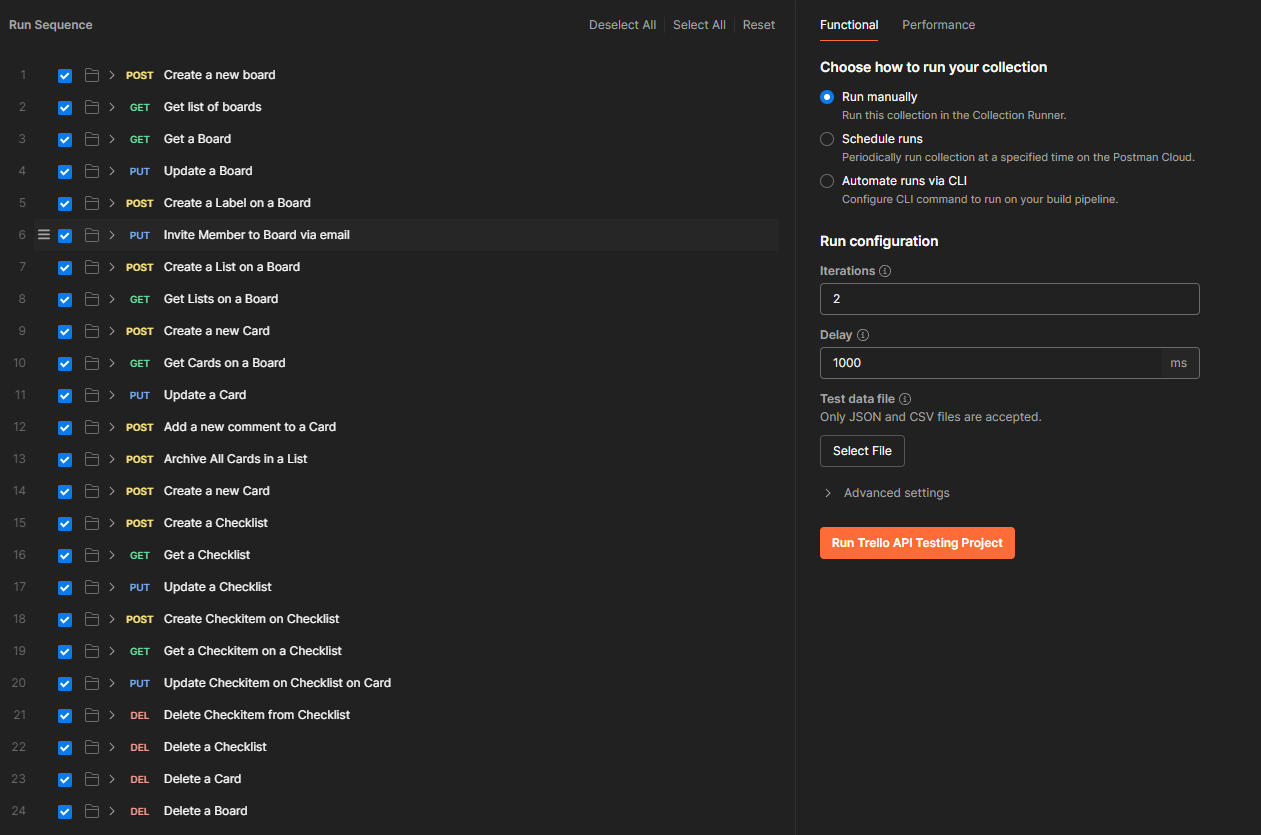 Run Sequence
Deselect All Select All Reset
1 POST Create a new board
2 GET Get list of boards
3 GET Get a Board
4 PUT Update a Board
5 POST Create a Label on a Board
6 PUT Invite Member to Board via email
7 POST Create a List on a Board
8 GET Get Lists on a Board
9 POST Create a new Card
10 GET Get Cards on a Board
11 PUT Update a Card
12 POST Add a new comment to a Card
13 POST Archive All Cards in a List
14 POST Create a new Card
15 POST Create a Checklist
16 GET Get a Checklist
17 PUT Update a Checklist
18 POST Create Checkitem on Checklist
19 GET Get a Checkitem on a Checklist
20 PUT Update Checkitem on Checklist on Card
21 DEL Delete Checkitem from Checklist
22 DEL Delete a Checklist
23 DEL Delete a Card
24 DEL Delete a Board
Functional Performance
Choose how to run your collection
Run manually
Run this collection in the Collection Runner.
Schedule runs
Periodically run collection at a specified time on the Postman Cloud.
Automate runs via CLI
Configure CLI command to run on your build pipeline.
Run configuration
Iterations
2
Delay
1000 ms
Test data file
Only JSON and CSV files are accepted.
Select File
Advanced settings
Run Trello API Testing Project